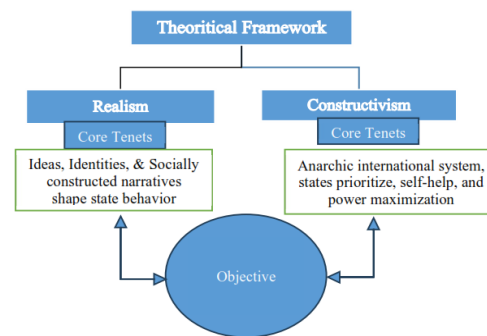 Theoritical Framework
Realism
Core Tenets
Ideas, Identities, & Socially
constructed narratives
shape state behavior
Constructivism
Core Tenets
Anarchic international system,
states prioritize, self-help, and
power maximization
Objective